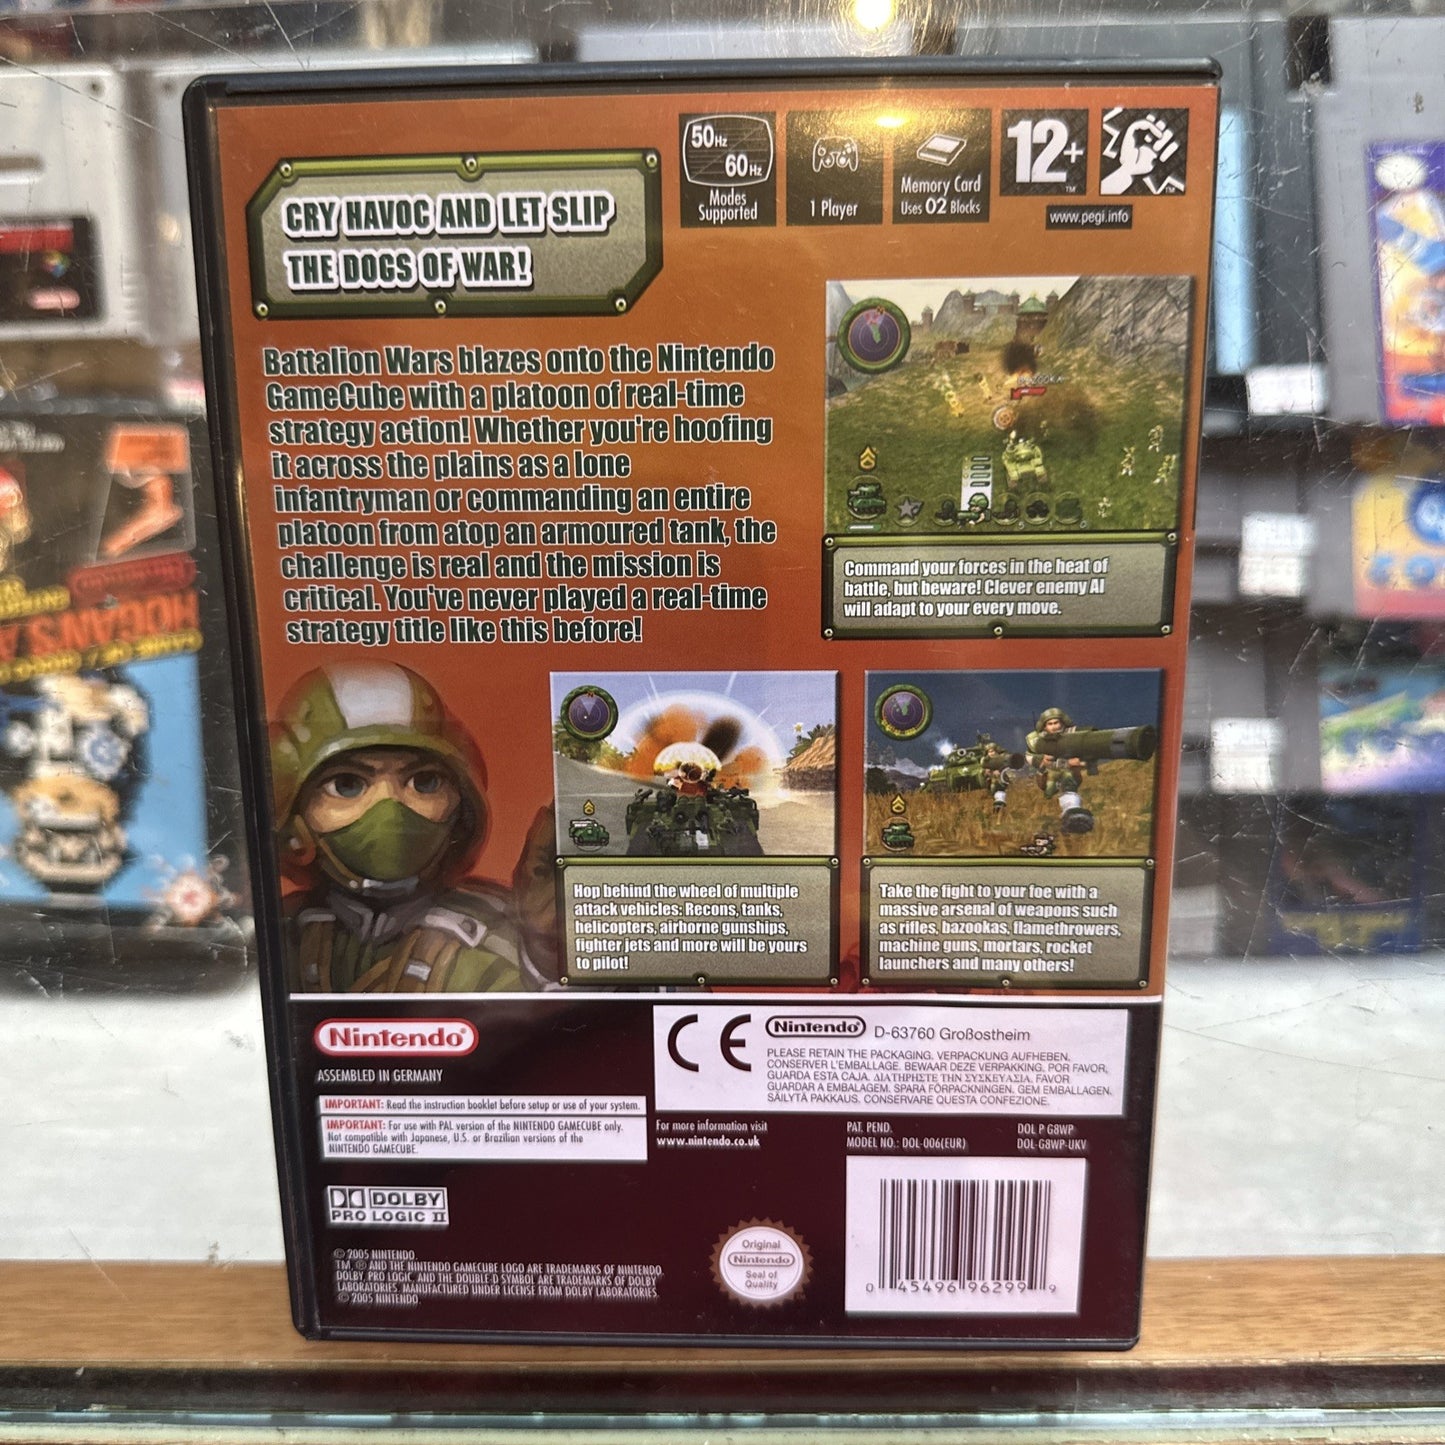 50Hz
60Hz
Modes
Supported
1 Player
Memory Card
Uses 02 Blocks
12+
TM
TM
www.pegi.info
CRY HAVOC AND LET SLIP
THE DOGS OF WAR!
Battalion Wars blazes onto the Nintendo
GameCube with a platoon of real-time
strategy action! Whether you're hoofing
it across the plains as a lone
infantryman or commanding an entire
platoon from atop an armoured tank, the
challenge is real and the mission is
critical. You've never played a real-time
strategy title like this before!
Command your forces in the heat of
battle, but beware! Clever enemy AI
will adapt to your every move.
Hop behind the wheel of multiple
attack vehicles: Recons, tanks,
helicopters, airborne gunships,
fighter jets and more will be yours
to pilot!
Take the fight to your foe with a
massive arsenal of weapons such
as rifles, bazookas, flamethrowers,
machine guns, mortars, rocket
launchers and many others!
Nintendo®
ASSEMBLED IN GERMANY
IMPORTANT: Read the instruction booklet before setup or use of your system.
IMPORTANT: For use with PAL version of the NINTENDO GAMECUBE only.
Not compatible with Japanese, U.S. or Brazilian versions of the
NINTENDO GAMECUBE.
CE
Nintendo® D-63760 Großostheim
PLEASE RETAIN THE PACKAGING. VERPACKUNG AUFHEBEN.
CONSERVER L'EMBALLAGE. BEWAAR DEZE VERPAKKING. POR FAVOR,
GUARDA ESTA CAJA. ΔΙΑΤΗΡΗΣΤΕ ΤΗΝ ΣΥΣΚΕΥΑΣΙΑ. FAVOR
GUARDAR A EMBALAGEM. SPARA FÖRPACKNINGEN. GEM EMBALLAGEN.
SÄILYTÄ PAKKAUS. CONSERVARE QUESTA CONFEZIONE.
For more information visit
www.nintendo.co.uk
PAT. PEND.
MODEL NO.: DOL-006(EUR)
DOL P G8WP
DOL-G8WP-UKV
DOLBY
PRO LOGIC II
© 2005 NINTENDO.
TM, ® AND THE NINTENDO GAMECUBE LOGO ARE TRADEMARKS OF NINTENDO.
DOLBY, PRO LOGIC, AND THE DOUBLE-D SYMBOL ARE TRADEMARKS OF DOLBY
LABORATORIES. MANUFACTURED UNDER LICENSE FROM DOLBY LABORATORIES.
© 2005 NINTENDO.
Original
Nintendo
Seal of
Quality
0 45496 96299 9
HOGAN'S A